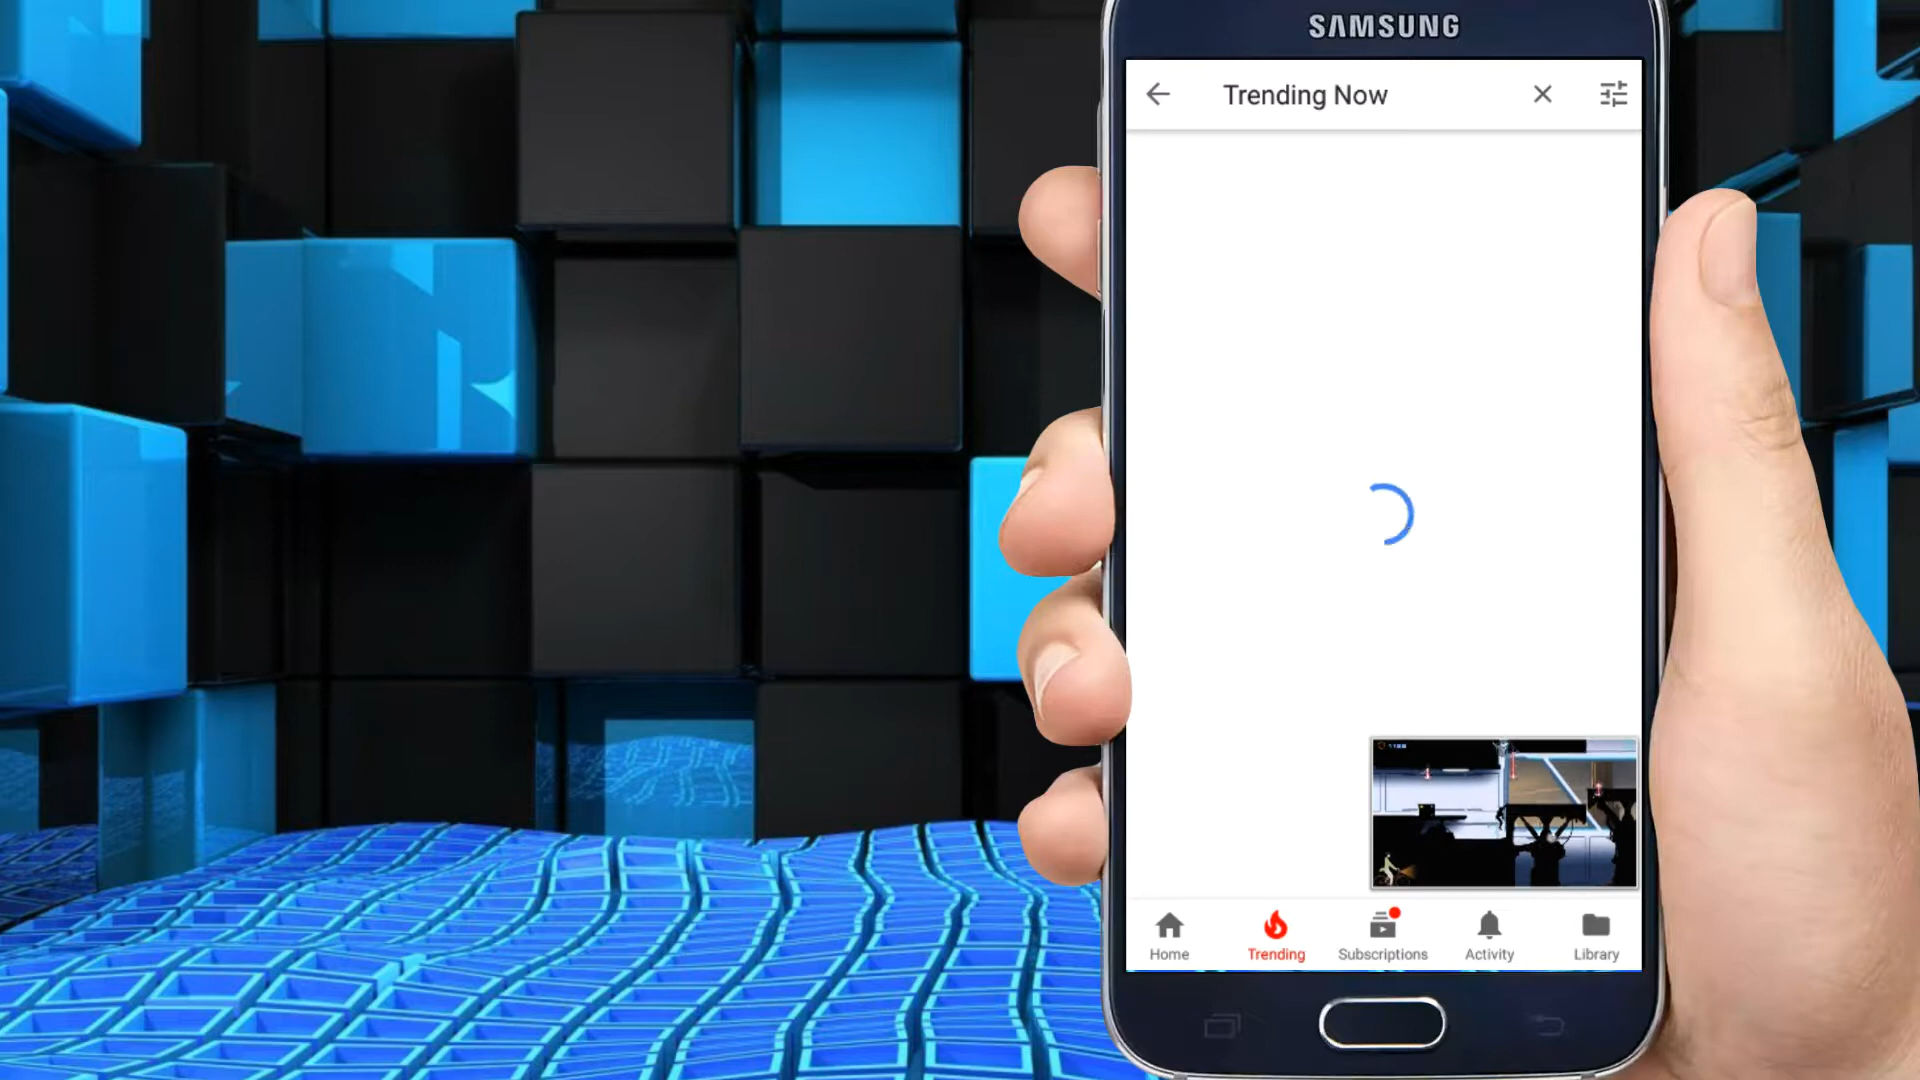 SAMSUNG
Trending Now
Home
Trending
Subscriptions
Activity
Library